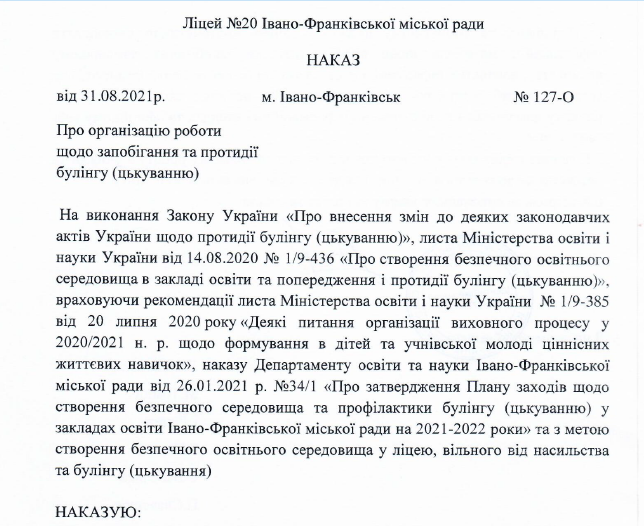 Ліцей №20 Івано-Франківської міської ради
НАКАЗ
від 31.08.2021р. м. Івано-Франківськ № 127-О
Про організацію роботи
щодо запобігання та протидії
булінгу (цькуванню)
На виконання Закону України «Про внесення змін до деяких законодавчих
актів України щодо протидії булінгу (цькуванню)», листа Міністерства освіти і
науки України від 14.08.2020 № 1/9-436 «Про створення безпечного освітнього
середовища в закладі освіти та попередження і протидії булінгу (цькуванню)»,
враховуючи рекомендації листа Міністерства освіти і науки України № 1/9-385
від 20 липня 2020 року «Деякі питання організації виховного процесу у
2020/2021 н. р. щодо формування в дітей та учнівської молоді ціннісних
життєвих навичок», наказу Департаменту освіти та науки Івано-Франківської
міської ради від 26.01.2021 р. №34/1 «Про затвердження Плану заходів щодо
створення безпечного середовища та профілактики булінгу (цькуванню) у
закладах освіти Івано-Франківської міської ради на 2021-2022 роки» та з метою
створення безпечного освітнього середовища у ліцею, вільного від насильства
та булінгу (цькування)
НАКАЗУЮ: